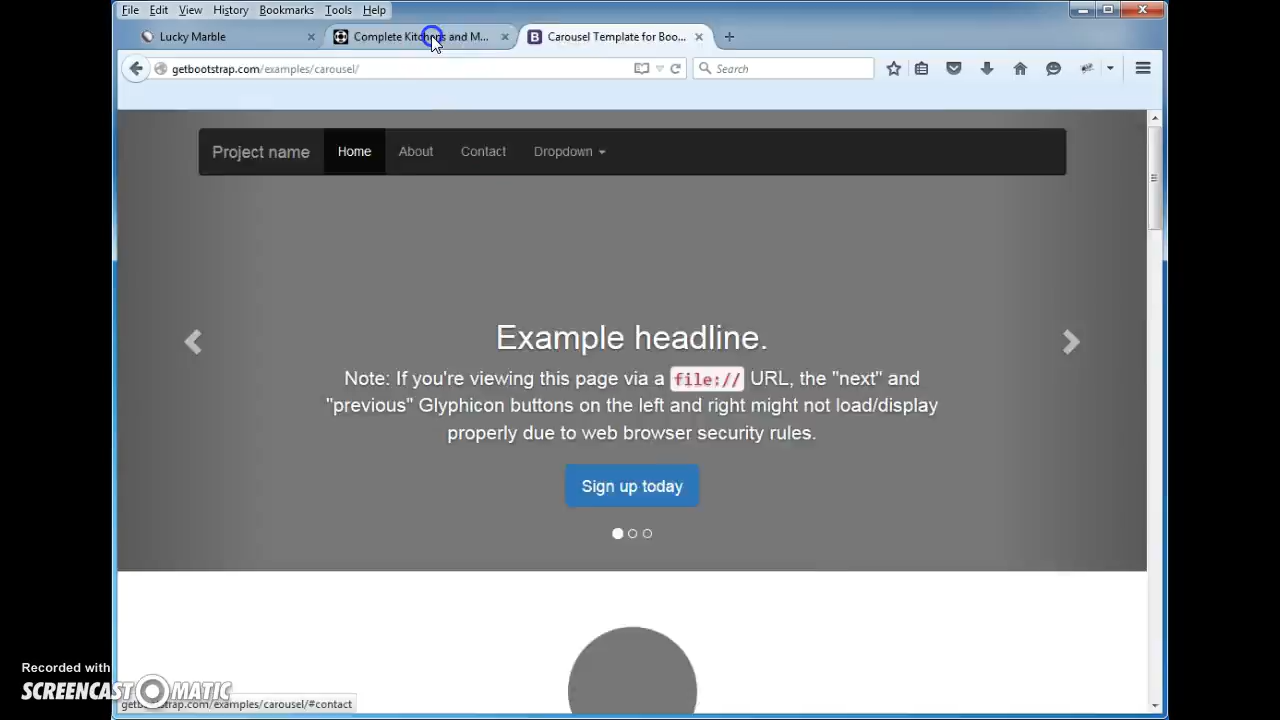 File Edit View History Bookmarks Tools Help
Lucky Marble
Complete Kitchens and M...
Carousel Template for Boo...
getbootstrap.com/examples/carousel/
Search
Project name Home About Contact Dropdown
Example headline.
Note: If you're viewing this page via a file:// URL, the "next" and
"previous" Glyphicon buttons on the left and right might not load/display
properly due to web browser security rules.
Sign up today
Recorded with
SCREENCAST-O-MATIC
getbootstrap.com/examples/carousel/#contact